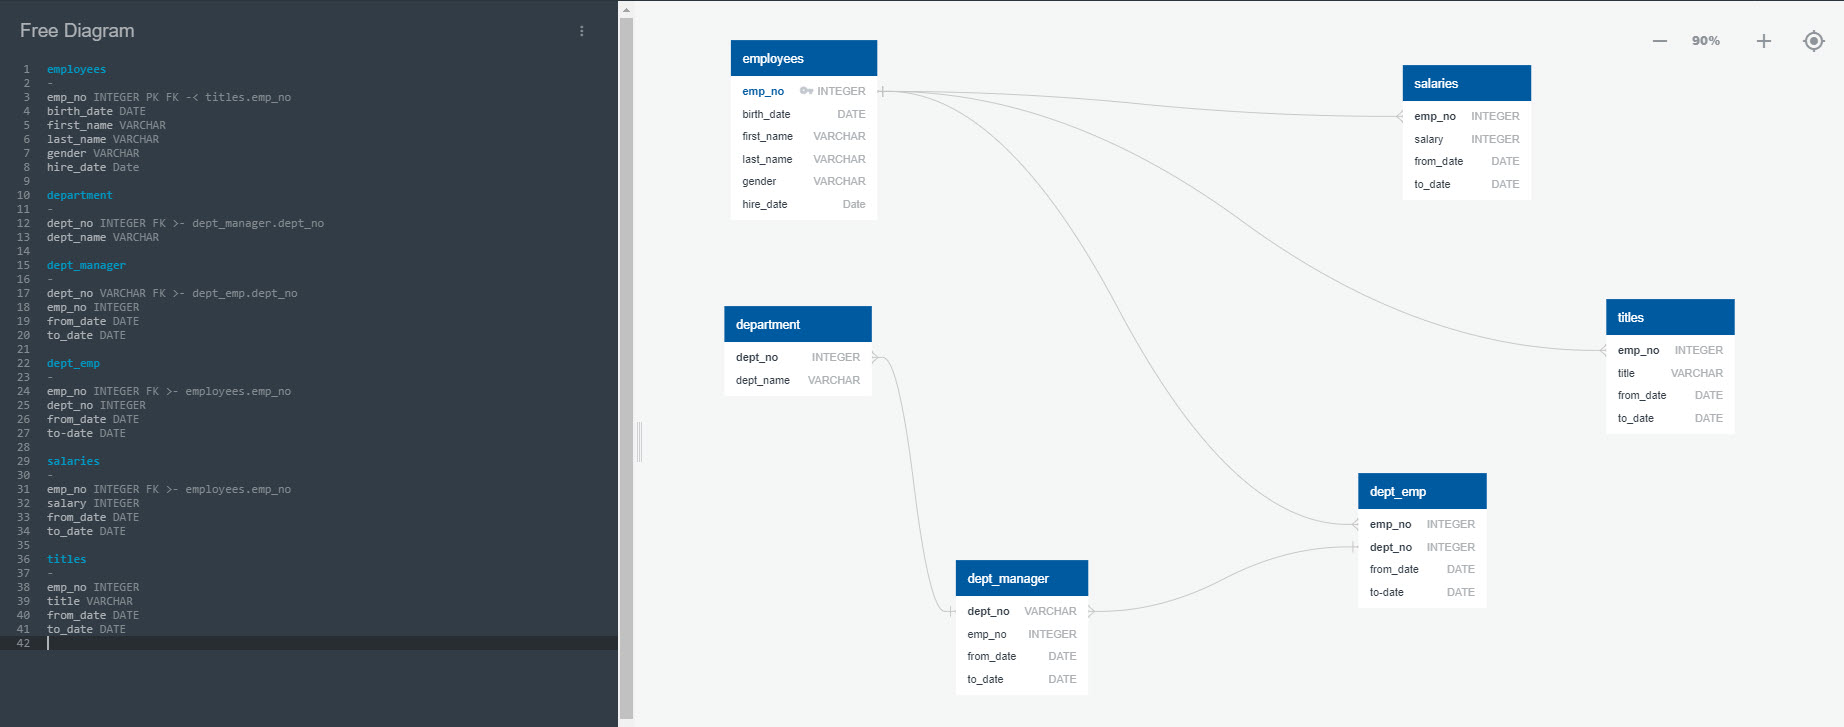 Free Diagram
1 employees
2 -
3 emp_no INTEGER PK FK -< titles.emp_no
4 birth_date DATE
5 first_name VARCHAR
6 last_name VARCHAR
7 gender VARCHAR
8 hire_date Date
9
10 department
11 -
12 dept_no INTEGER FK >- dept_manager.dept_no
13 dept_name VARCHAR
14
15 dept_manager
16 -
17 dept_no VARCHAR FK >- dept_emp.dept_no
18 emp_no INTEGER
19 from_date DATE
20 to_date DATE
21
22 dept_emp
23 -
24 emp_no INTEGER FK >- employees.emp_no
25 dept_no INTEGER
26 from_date DATE
27 to-date DATE
28
29 salaries
30 -
31 emp_no INTEGER FK >- employees.emp_no
32 salary INTEGER
33 from_date DATE
34 to_date DATE
35
36 titles
37 -
38 emp_no INTEGER
39 title VARCHAR
40 from_date DATE
41 to_date DATE
42
90%
employees
emp_no INTEGER
birth_date DATE
first_name VARCHAR
last_name VARCHAR
gender VARCHAR
hire_date Date
salaries
emp_no INTEGER
salary INTEGER
from_date DATE
to_date DATE
department
dept_no INTEGER
dept_name VARCHAR
titles
emp_no INTEGER
title VARCHAR
from_date DATE
to_date DATE
dept_emp
emp_no INTEGER
dept_no INTEGER
from_date DATE
to-date DATE
dept_manager
dept_no VARCHAR
emp_no INTEGER
from_date DATE
to_date DATE